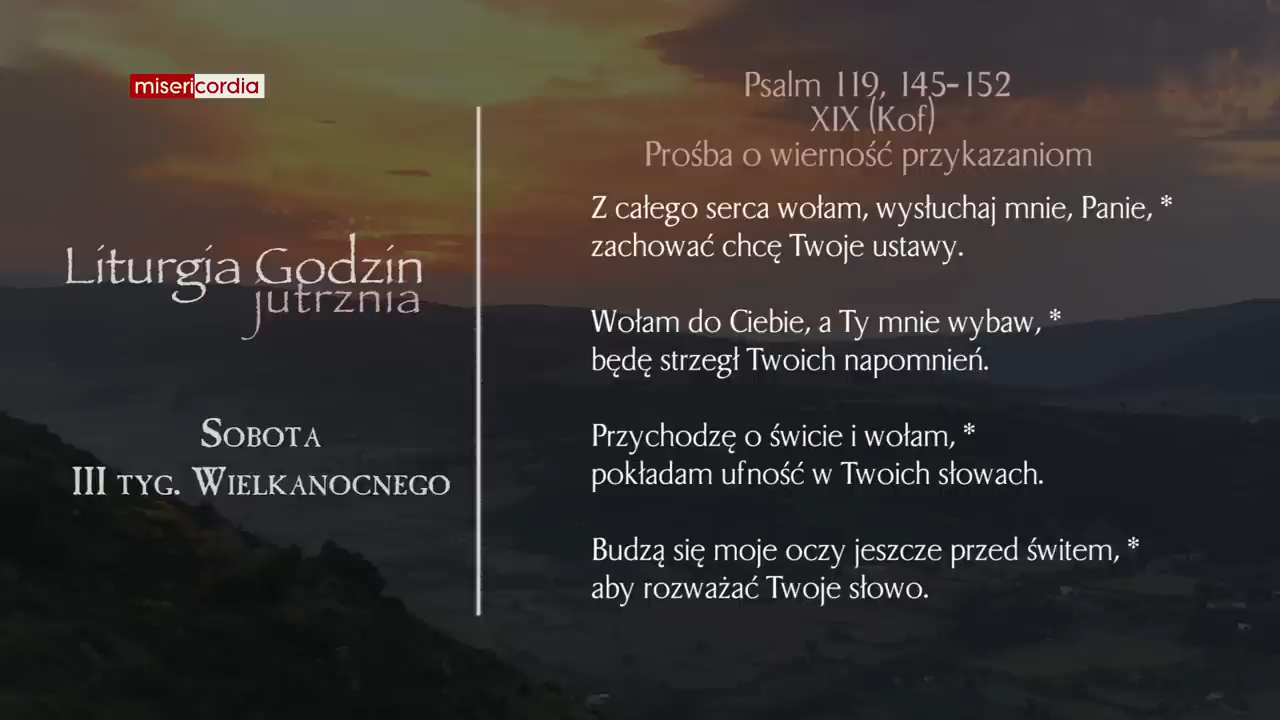 misericordia
Liturgia Godzin
jutrznia
Sobota
III tyg. Wielkanocnego
Psalm 119, 145-152
XIX (Kof)
Prośba o wierność przykazaniom
Z całego serca wołam, wysłuchaj mnie, Panie, *
zachować chcę Twoje ustawy.
Wołam do Ciebie, a Ty mnie wybaw, *
będę strzegł Twoich napomnień.
Przychodzę o świcie i wołam, *
pokładam ufność w Twoich słowach.
Budzą się moje oczy jeszcze przed świtem, *
aby rozważać Twoje słowo.